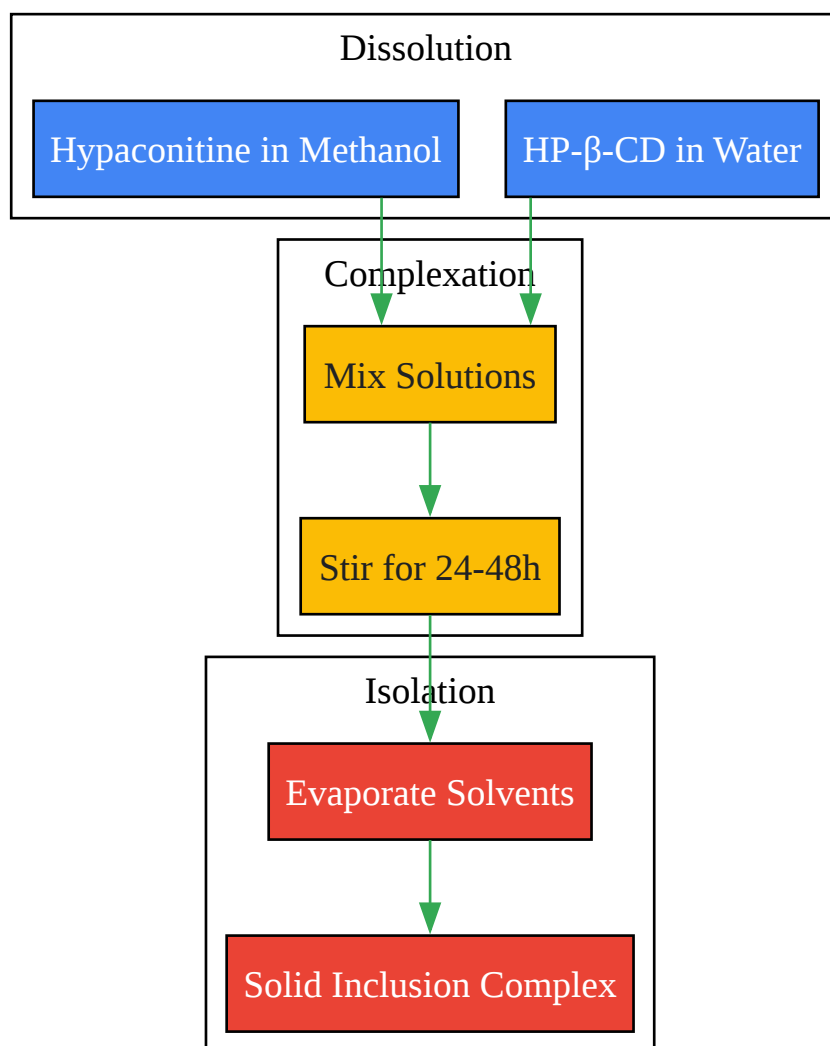 Dissolution
Hypaconitine in Methanol
HP-β-CD in Water
Complexation
Mix Solutions
Stir for 24-48h
Isolation
Evaporate Solvents
Solid Inclusion Complex